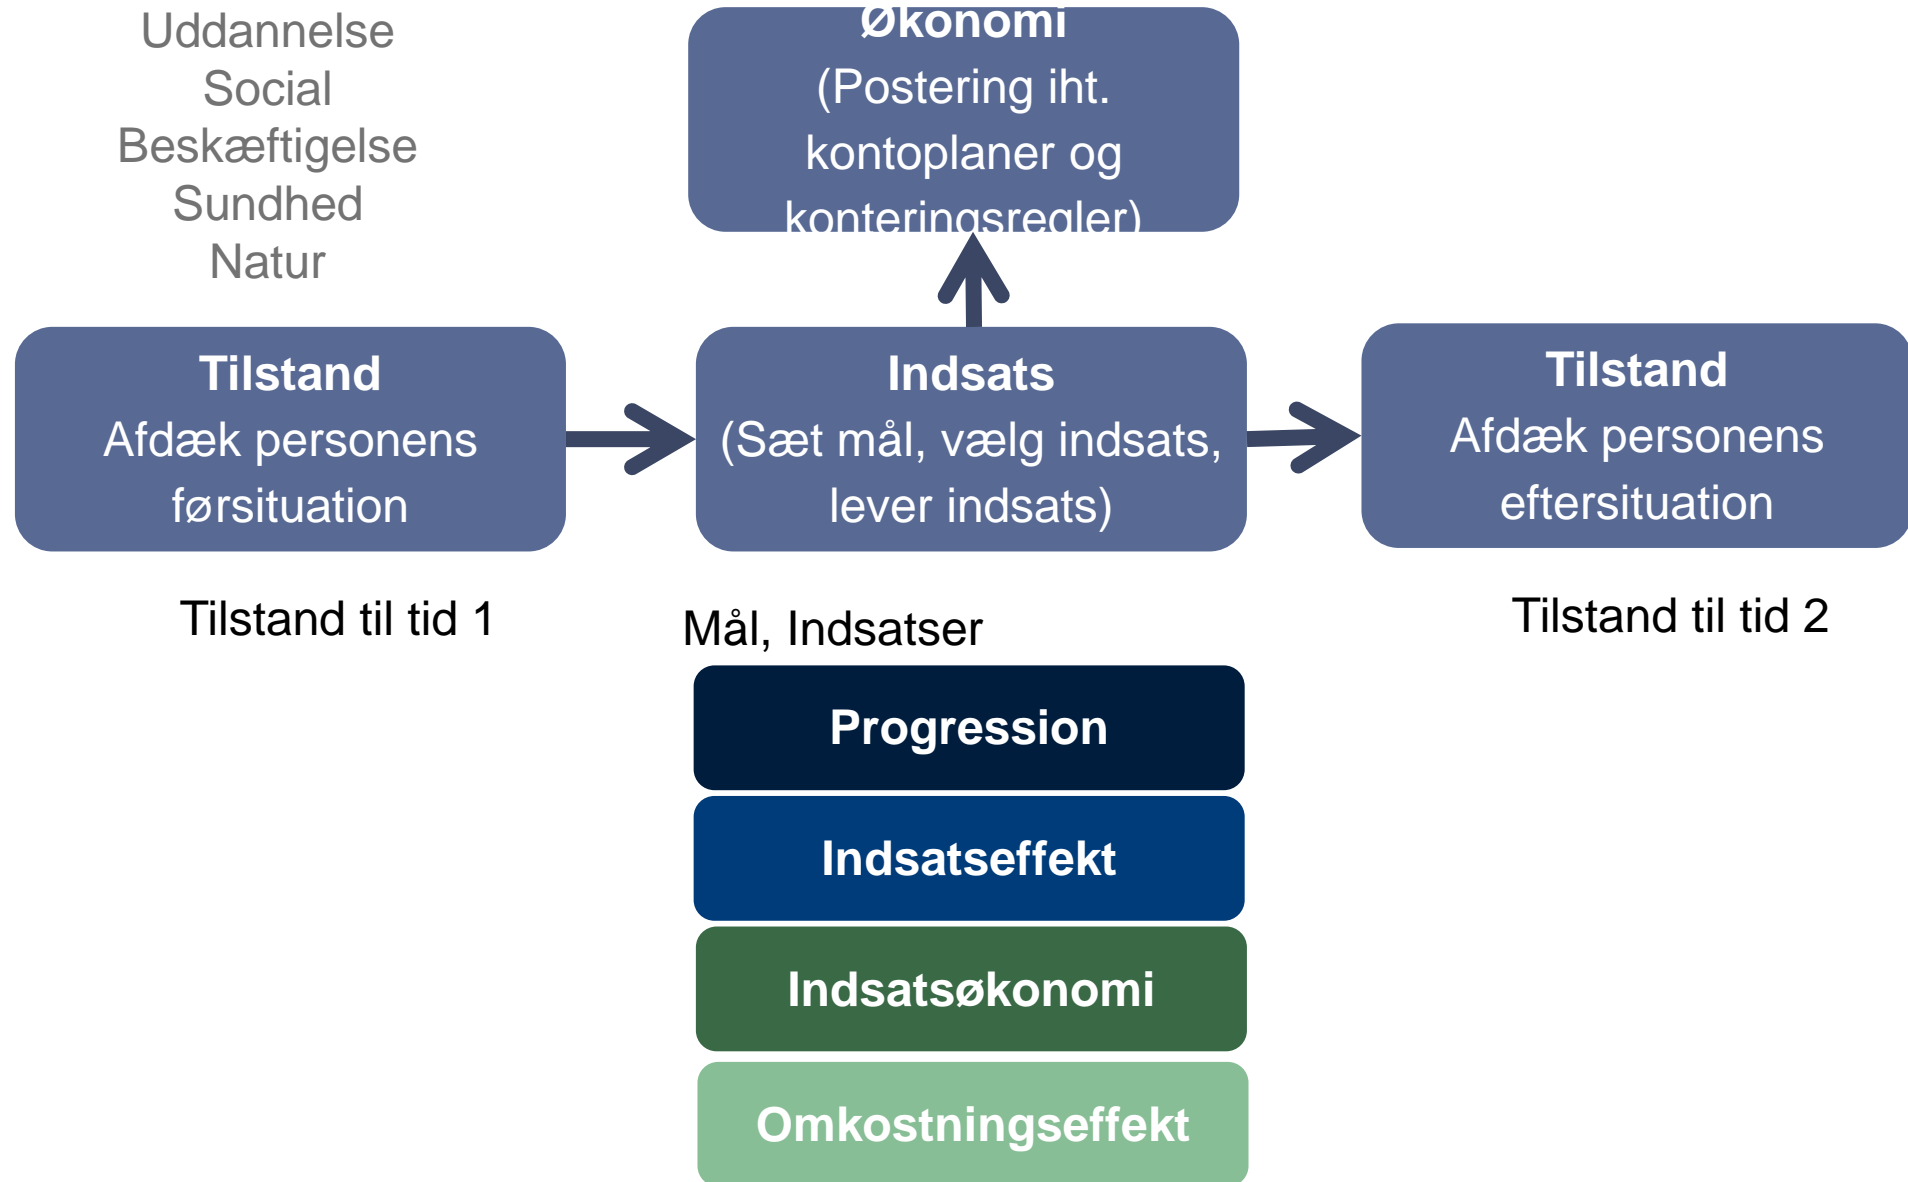 Uddannelse
Social
Beskæftigelse
Sundhed
Natur
Økonomi
(Postering iht.
kontoplaner og
konteringsregler)
Tilstand
Afdæk personens
førsituation
Indsats
(Sæt mål, vælg indsats,
lever indsats)
Tilstand
Afdæk personens
eftersituation
Tilstand til tid 1
Mål, Indsatser
Tilstand til tid 2
Progression
Indsatseffekt
Indsatsøkonomi
Omkostningseffekt